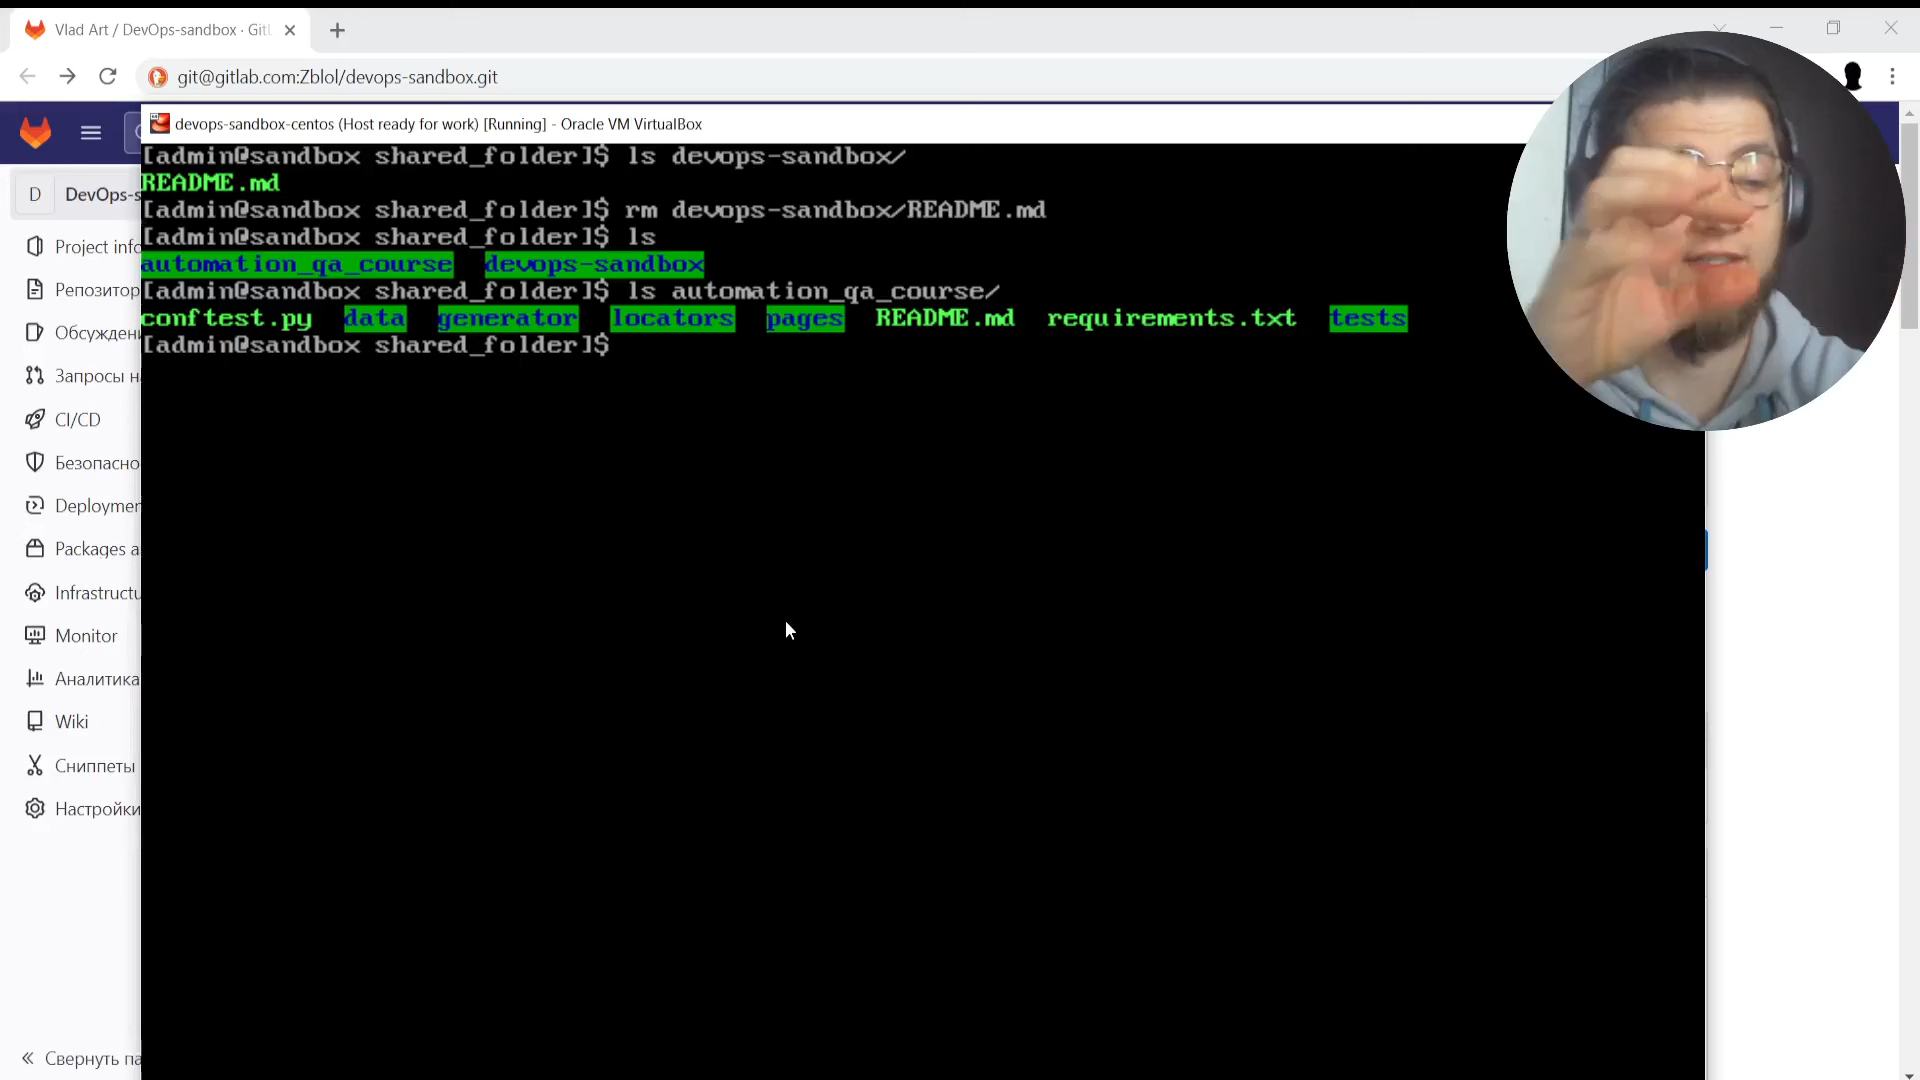 Vlad Art / DevOps-sandbox · GitL
git@gitlab.com:Zblol/devops-sandbox.git
devops-sandbox-centos (Host ready for work) [Running] - Oracle VM VirtualBox
[admin@sandbox shared_folder]$ ls devops-sandbox/
README.md
[admin@sandbox shared_folder]$ rm devops-sandbox/README.md
[admin@sandbox shared_folder]$ ls
automation_qa_course devops-sandbox
[admin@sandbox shared_folder]$ ls automation_qa_course/
conftest.py data generator locators pages README.md requirements.txt tests
[admin@sandbox shared_folder]$
D DevOps-s
Project info
Репозитор
Обсужден
Запросы н
CI/CD
Безопасно
Deploymen
Packages a
Infrastructu
Monitor
Аналитика
Wiki
Сниппеты
Настройки
Свернуть па